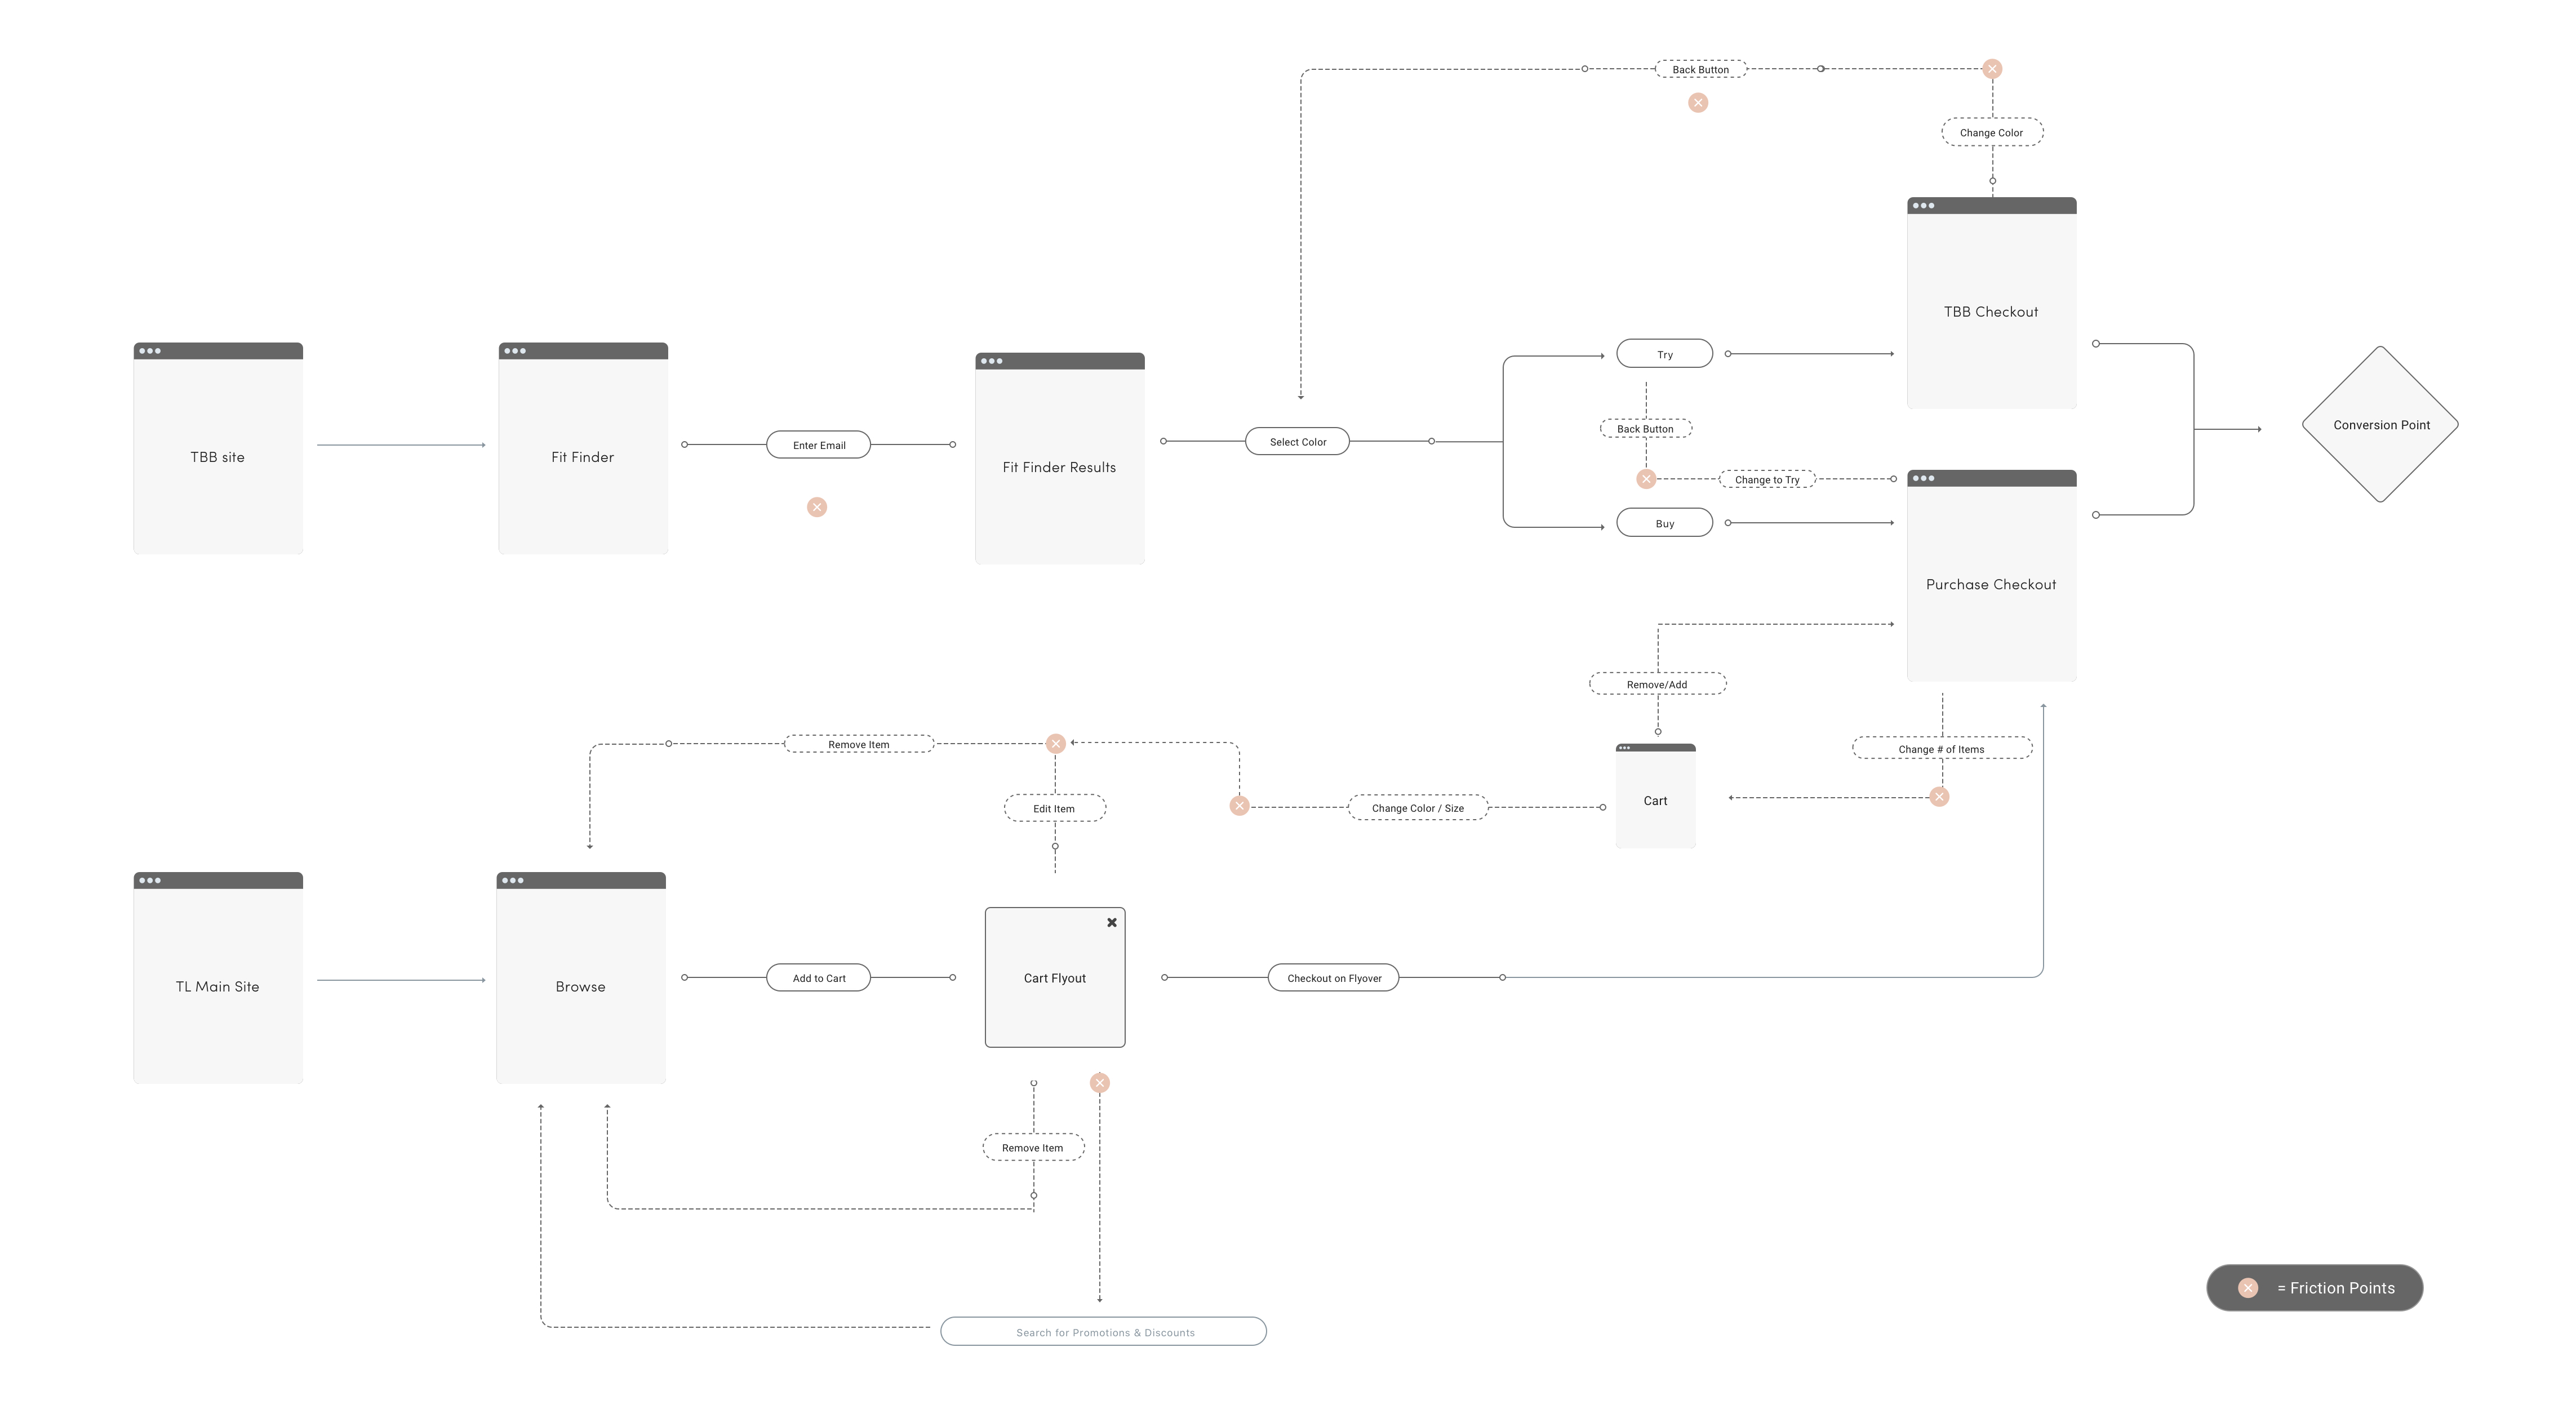 Back Button
Change Color
TBB Checkout
TBB site
Fit Finder
Enter Email
Fit Finder Results
Select Color
Try
Back Button
Change to Try
Buy
Conversion Point
Purchase Checkout
Remove/Add
Remove Item
Change # of Items
Edit Item
Change Color / Size
Cart
TL Main Site
Browse
Add to Cart
Cart Flyout
Checkout on Flyover
Remove Item
Search for Promotions & Discounts
= Friction Points